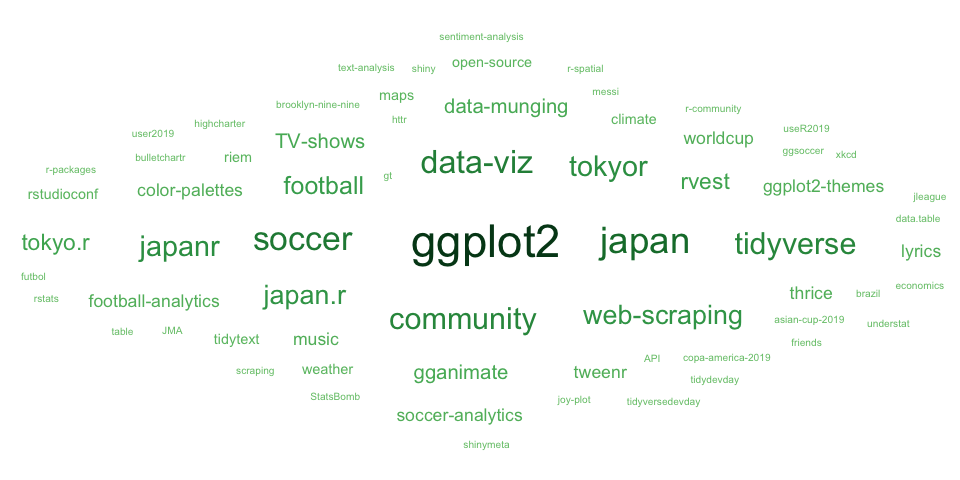 sentiment-analysis
open-source
text-analysis shiny r-spatial
messi
maps
brooklyn-nine-nine data-munging r-community
httr climate
highcharter
user2019 TV-shows worldcup useR2019
bulletchartr riem data-viz tokyor ggsoccer xkcd
r-packages
gt
rstudioconf color-palettes football rvest ggplot2-themes
jleague
data.table
tokyo.r japanr soccer ggplot2 japan tidyverse lyrics
futbol
rstats football-analytics japan.r thrice brazil economics
community web-scraping asian-cup-2019 understat
table JMA
tidytext music friends
API copa-america-2019
scraping weather gganimate tweenr
tidydevday
StatsBomb joy-plot tidyversedevday
soccer-analytics
shinymeta